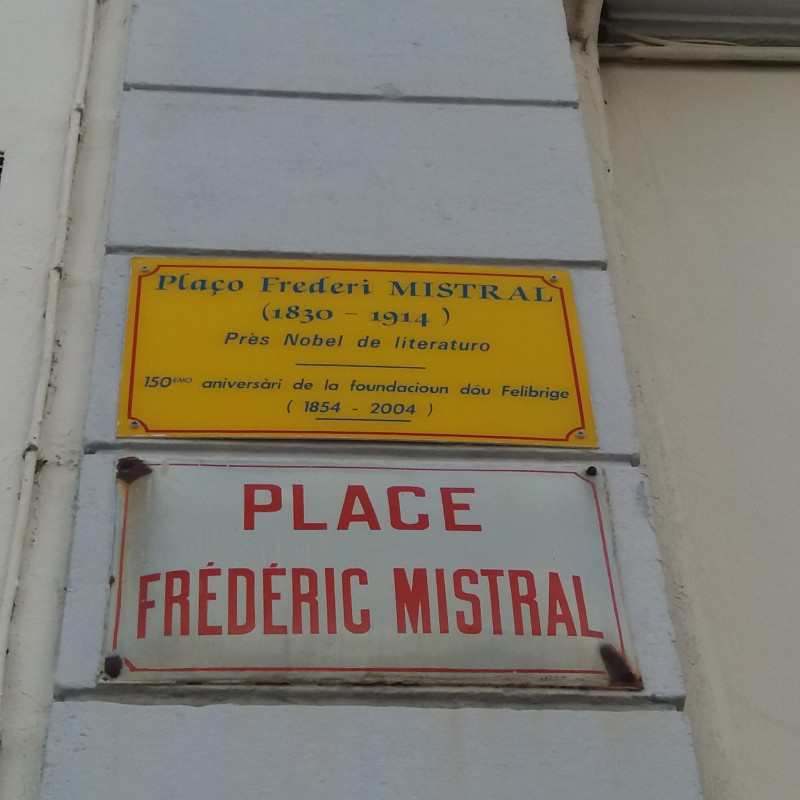 Plaço Frederi MISTRAL
(1830 - 1914 )
Près Nobel de literaturo
150EMO aniversàri de la foundacioun dóu Felibrige
( 1854 - 2004 )
PLACE
FRÉDÉRIC MISTRAL